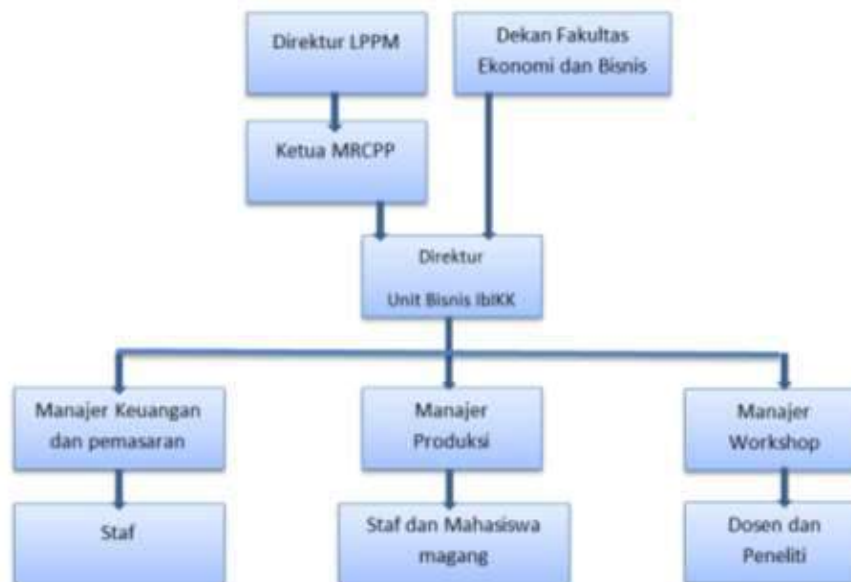 Direktur LPPM
Dekan Fakultas
Ekonomi dan Bisnis
Ketua MRCPP
Direktur
Unit Bisnis IbIKK
Manajer Keuangan
dan pemasaran
Manajer
Produksi
Manajer
Workshop
Staf
Staf dan Mahasiswa
magang
Dosen dan
Peneliti